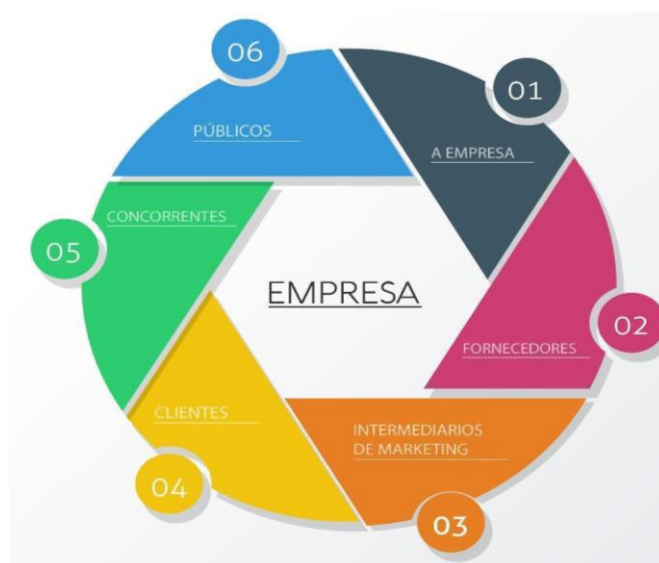 06
01
PÚBLICOS
A EMPRESA
CONCORRENTES
05
EMPRESA
02
FORNECEDORES
CLIENTES
INTERMEDIARIOS
DE MARKETING
04
03